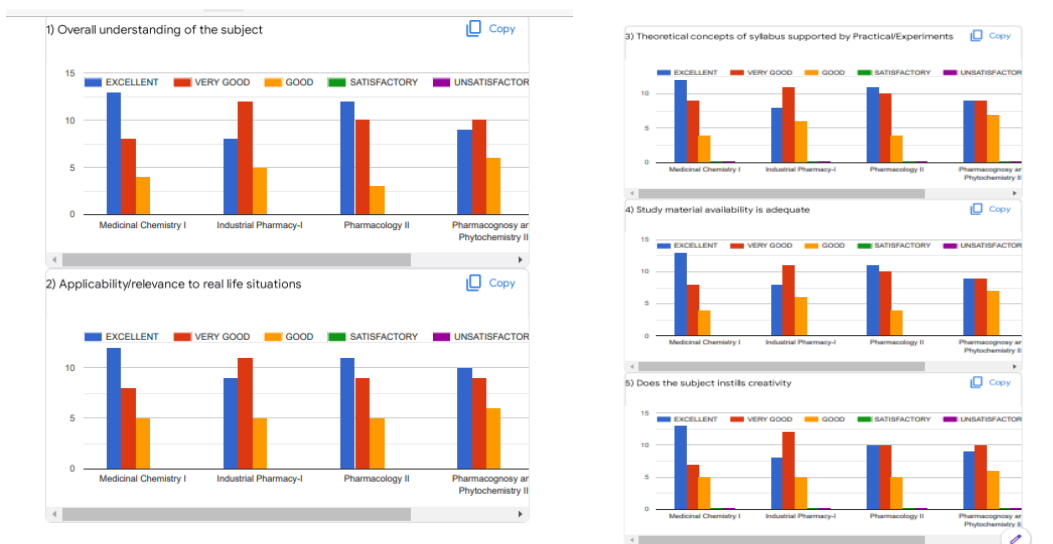 1) Overall understanding of the subject
Copy
15
EXCELLENT VERY GOOD GOOD SATISFACTORY UNSATISFACTOR
10
5
0
Medicinal Chemistry I Industrial Pharmacy-I Pharmacology II Pharmacognosy ar
Phytochemistry II
2) Applicability/relevance to real life situations
Copy
EXCELLENT VERY GOOD GOOD SATISFACTORY UNSATISFACTOR
10
5
0
Medicinal Chemistry I Industrial Pharmacy-I Pharmacology II Pharmacognosy ar
Phytochemistry II
3) Theoretical concepts of syllabus supported by Practical/Experiments
Copy
EXCELLENT VERY GOOD GOOD SATISFACTORY UNSATISFACTOR
10
5
0
Medicinal Chemistry I Industrial Pharmacy-I Pharmacology II Pharmacognosy ar
Phytochemistry II
4) Study material availability is adequate
Copy
15
EXCELLENT VERY GOOD GOOD SATISFACTORY UNSATISFACTOR
10
5
0
Medicinal Chemistry I Industrial Pharmacy-I Pharmacology II Pharmacognosy ar
Phytochemistry II
5) Does the subject instills creativity
Copy
15
EXCELLENT VERY GOOD GOOD SATISFACTORY UNSATISFACTOR
10
5
0
Medicinal Chemistry I Industrial Pharmacy-I Pharmacology II Pharmacognosy ar
Phytochemistry II